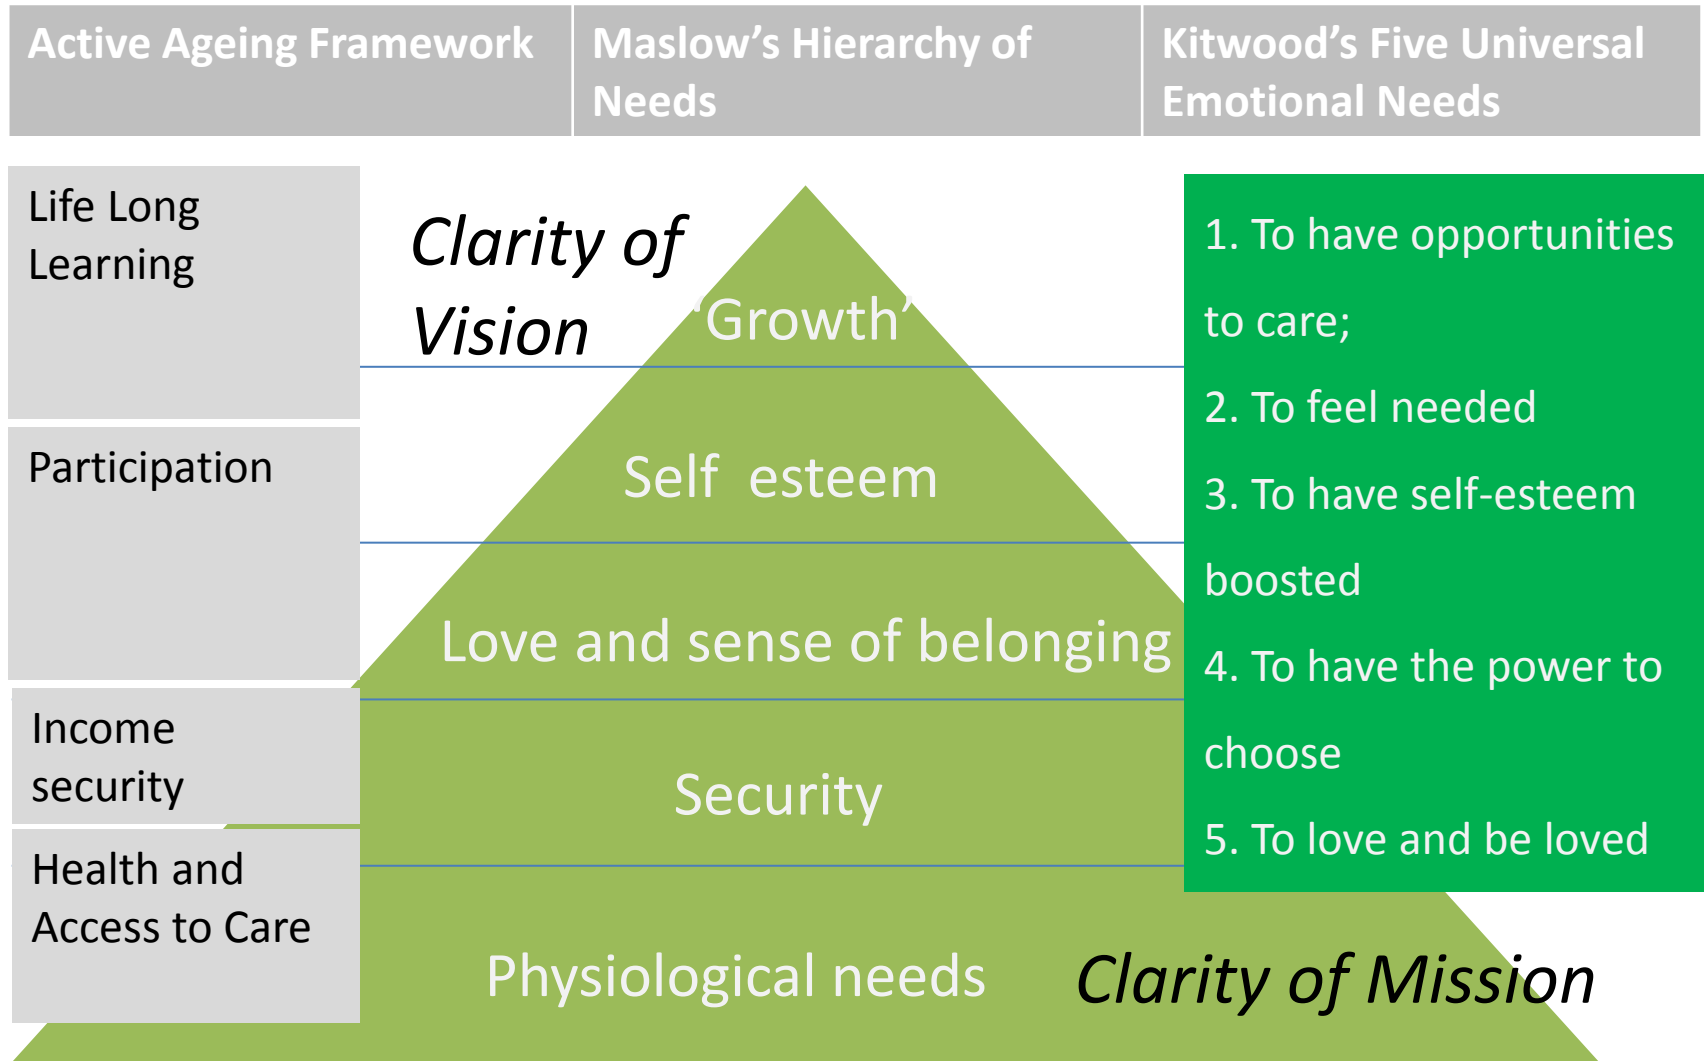 Active Ageing Framework
Maslow’s Hierarchy of
Needs
Kitwood’s Five Universal
Emotional Needs
Life Long
Learning
Participation
Income
security
Health and
Access to Care
Clarity of
Vision
‘Growth’
Self  esteem
Love and sense of belonging
Security
Physiological needs
Clarity of Mission
1. To have opportunities
to care;
2. To feel needed
3. To have self-esteem
boosted
4. To have the power to
choose
5. To love and be loved